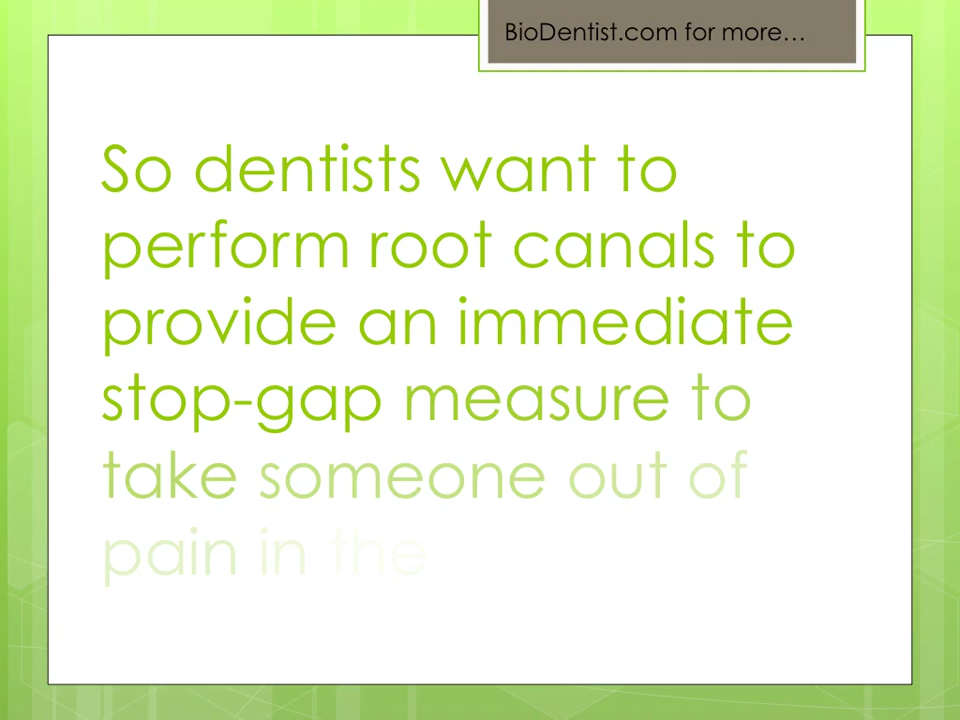 BioDentist.com for more…
So dentists want to
perform root canals to
provide an immediate
stop-gap measure to
take someone out of
pain in the